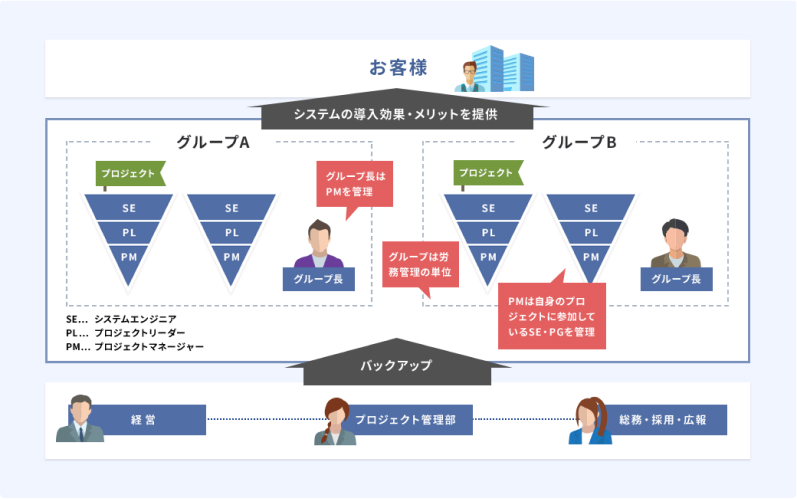 お客様
システムの導入効果・メリットを提供
グループA
プロジェクト
SE
PL
PM
SE
PL
PM
グループ長は
PMを管理
グループ長
グループB
プロジェクト
SE
PL
PM
SE
PL
PM
グループ長
グループは労
務管理の単位
PMは自身のプロ
ジェクトに参加して
いるSE・PGを管理
SE... システムエンジニア
PL... プロジェクトリーダー
PM... プロジェクトマネージャー
バックアップ
経営
プロジェクト管理部
総務・採用・広報